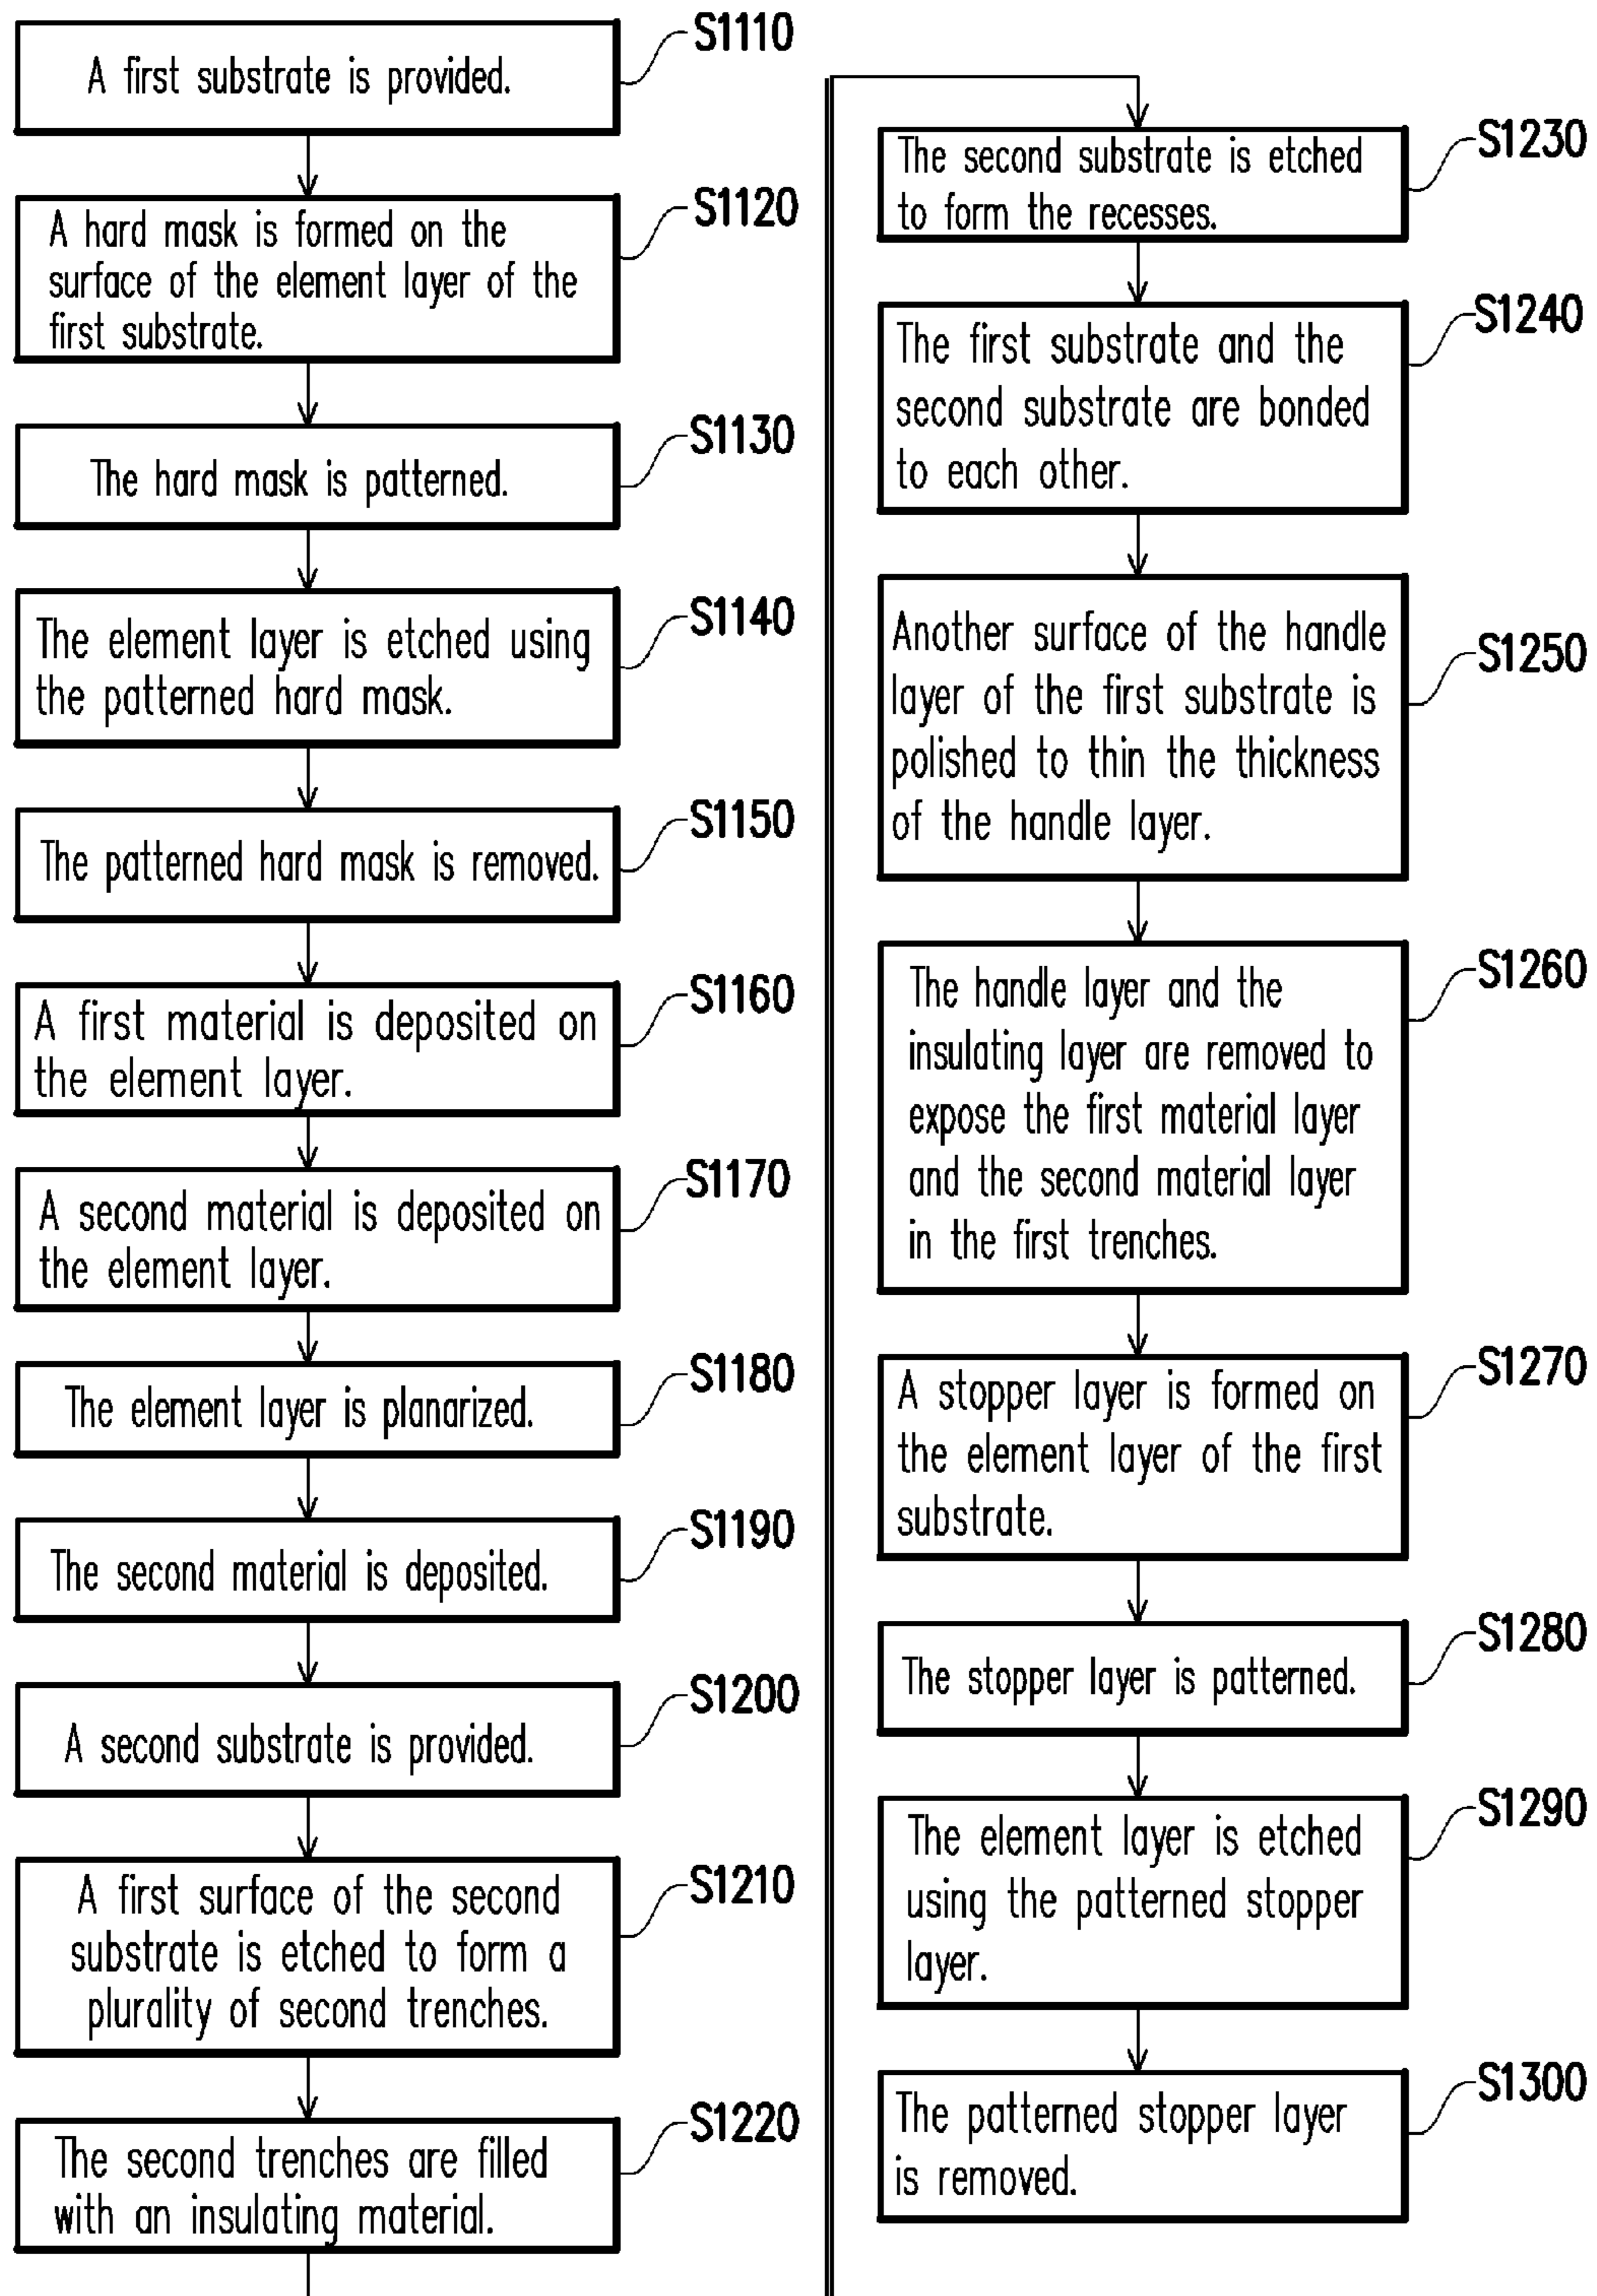 S1110
A first substrate is provided.
S1120
A hard mask is formed on the
surface of the element layer of the
first substrate.
S1130
The hard mask is patterned.
S1140
The element layer is etched using
the patterned hard mask.
S1150
The patterned hard mask is removed.
S1160
A first material is deposited on
the element layer.
S1170
A second material is deposited on
the element layer.
S1180
The element layer is planarized.
S1190
The second material is deposited.
S1200
A second substrate is provided.
S1210
A first surface of the second
substrate is etched to form a
plurality of second trenches.
S1220
The second trenches are filled
with an insulating material.
S1230
The second substrate is etched
to form the recesses.
S1240
The first substrate and the
second substrate are bonded
to each other.
S1250
Another surface of the handle
layer of the first substrate is
polished to thin the thickness
of the handle layer.
S1260
The handle layer and the
insulating layer are removed to
expose the first material layer
and the second material layer
in the first trenches.
S1270
A stopper layer is formed on
the element layer of the first
substrate.
S1280
The stopper layer is patterned.
S1290
The element layer is etched
using the patterned stopper
layer.
S1300
The patterned stopper layer
is removed.